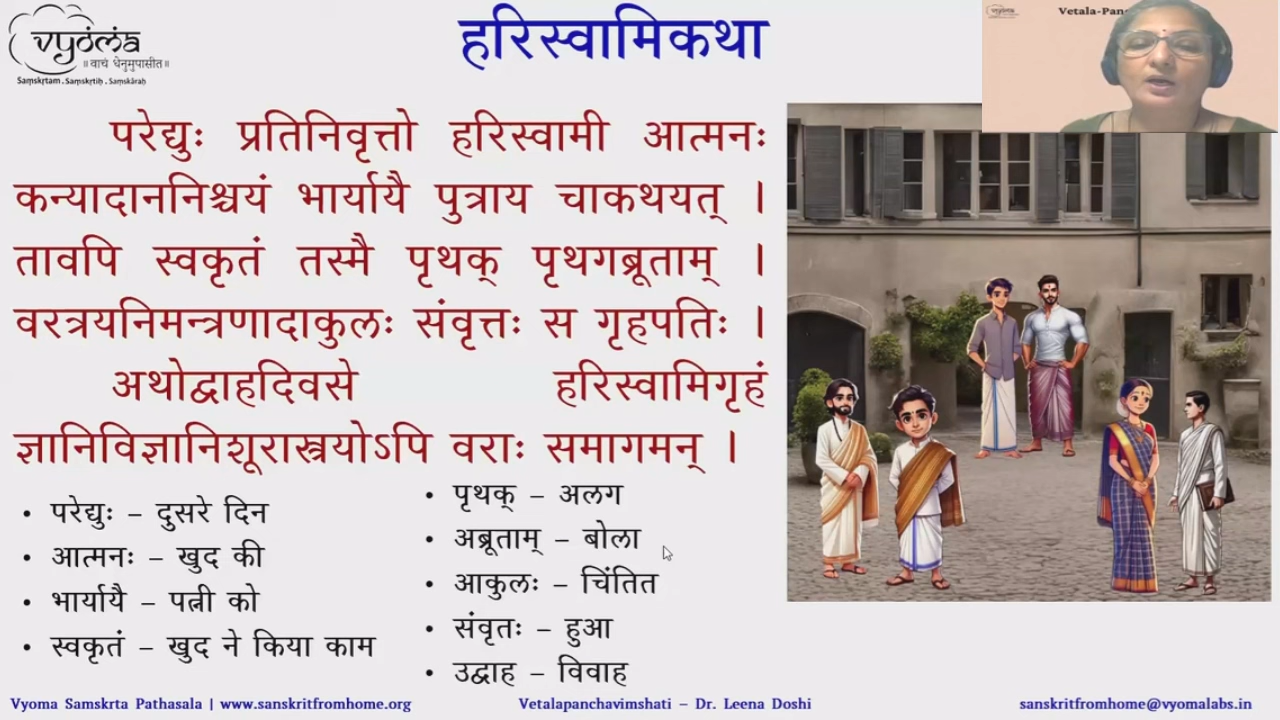 vyoma
॥ वाचं धेनुमुपासीत॥
Saṃskṛtam . Saṃskṛtiḥ . Saṃskāraḥ
हरिस्वामिकथा
परेद्युः प्रतिनिवृत्तो हरिस्वामी आत्मनः
कन्यादाननिश्चयं भार्यायै पुत्राय चाकथयत् ।
तावपि स्वकृतं तस्मै पृथक् पृथगब्रूताम् ।
वरत्रयनिमन्त्रणादाकुलः संवृत्तः स गृहपतिः ।
अथोद्वाहदिवसे हरिस्वामिगृहं
ज्ञानिविज्ञानिशूरास्त्रयोऽपि वराः समागमन् ।
• परेद्युः – दुसरे दिन
• आत्मनः – खुद की
• भार्यायै – पत्नी को
• स्वकृतं – खुद ने किया काम
• पृथक् – अलग
• अब्रूताम् – बोला
• आकुलः – चिंतित
• संवृतः – हुआ
• उद्वाह – विवाह
Vyoma Samskrta Pathasala | www.sanskritfromhome.org
Vetalapanchavimshati – Dr. Leena Doshi
sanskritfromhome@vyomalabs.in